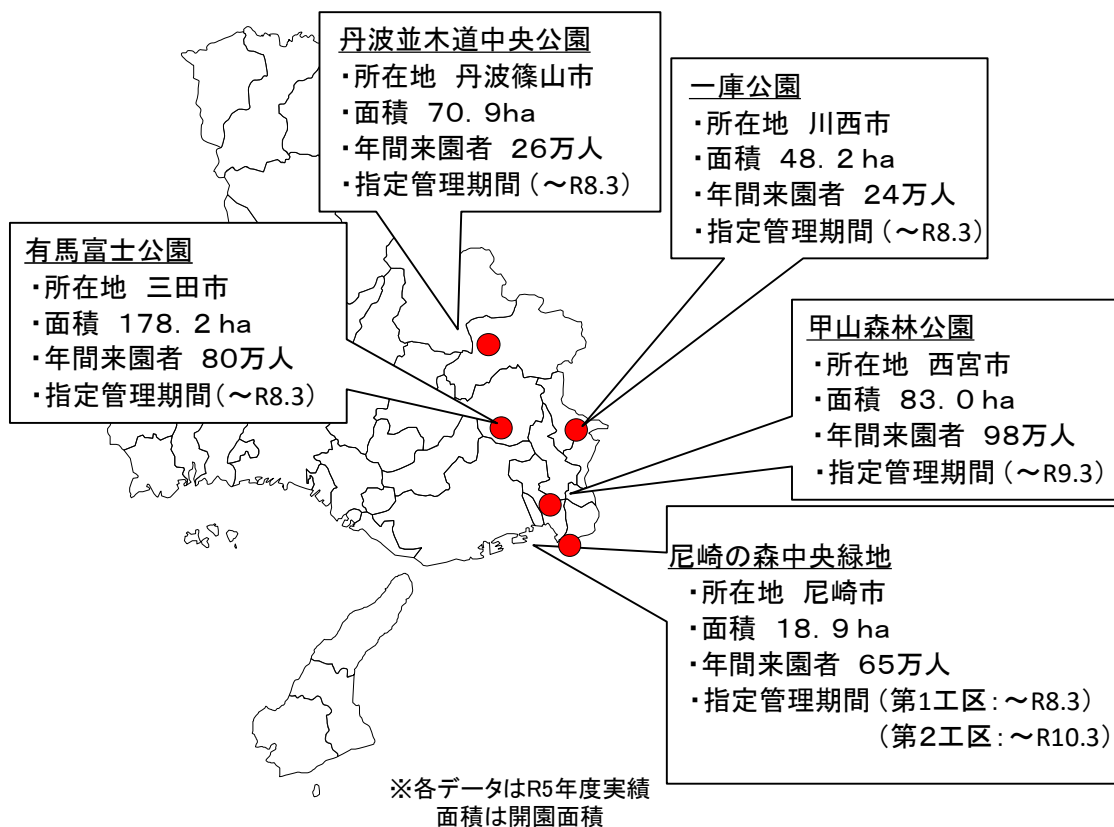 丹波並木道中央公園
・所在地 丹波篠山市
・面積 ７０．９ha
・年間来園者 ２６万人
・指定管理期間（～R8.3）
一庫公園
・所在地 川西市
・面積 ４８．２ha
・年間来園者 ２４万人
・指定管理期間（～R8.3）
有馬富士公園
・所在地 三田市
・面積 １７８．２ha
・年間来園者 ８０万人
・指定管理期間（～R8.3）
甲山森林公園
・所在地 西宮市
・面積 ８３．０ha
・年間来園者 ９８万人
・指定管理期間（～R9.3）
尼崎の森中央緑地
・所在地 尼崎市
・面積 １８．９ha
・年間来園者 ６５万人
・指定管理期間（第１工区：～R8.3）
（第２工区：～R10.3）
※各データはR5年度実績
面積は開園面積